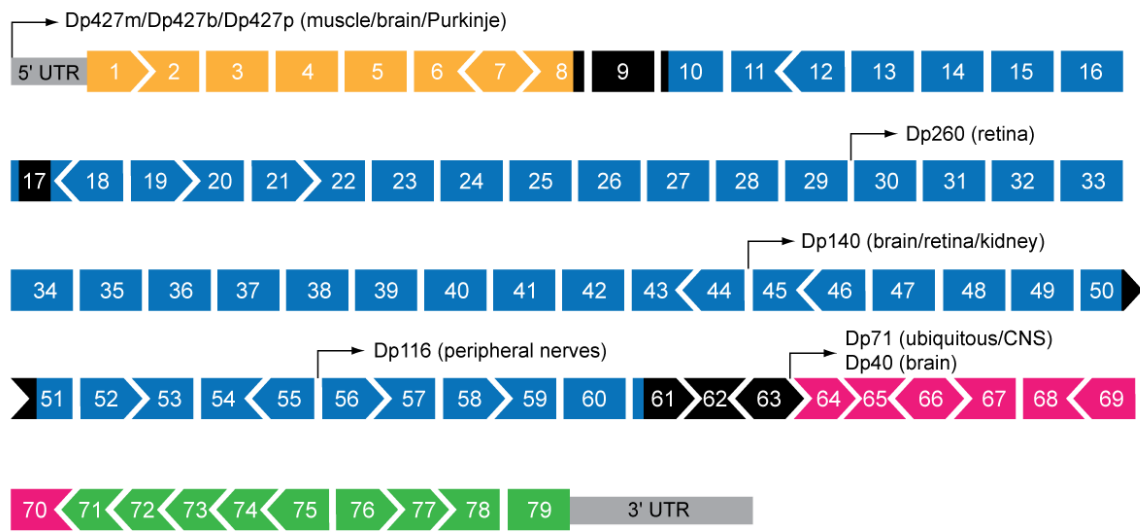 Dp427m/Dp427b/Dp427p (muscle/brain/Purkinje)
5' UTR 1 2 3 4 5 6 7 8 9 10 11 12 13 14 15 16
Dp260 (retina)
17 18 19 20 21 22 23 24 25 26 27 28 29 30 31 32 33
Dp140 (brain/retina/kidney)
34 35 36 37 38 39 40 41 42 43 44 45 46 47 48 49 50
Dp71 (ubiquitous/CNS)
Dp116 (peripheral nerves)
Dp40 (brain)
51 52 53 54 55 56 57 58 59 60 61 62 63 64 65 66 67 68 69
70 71 72 73 74 75 76 77 78 79 3' UTR